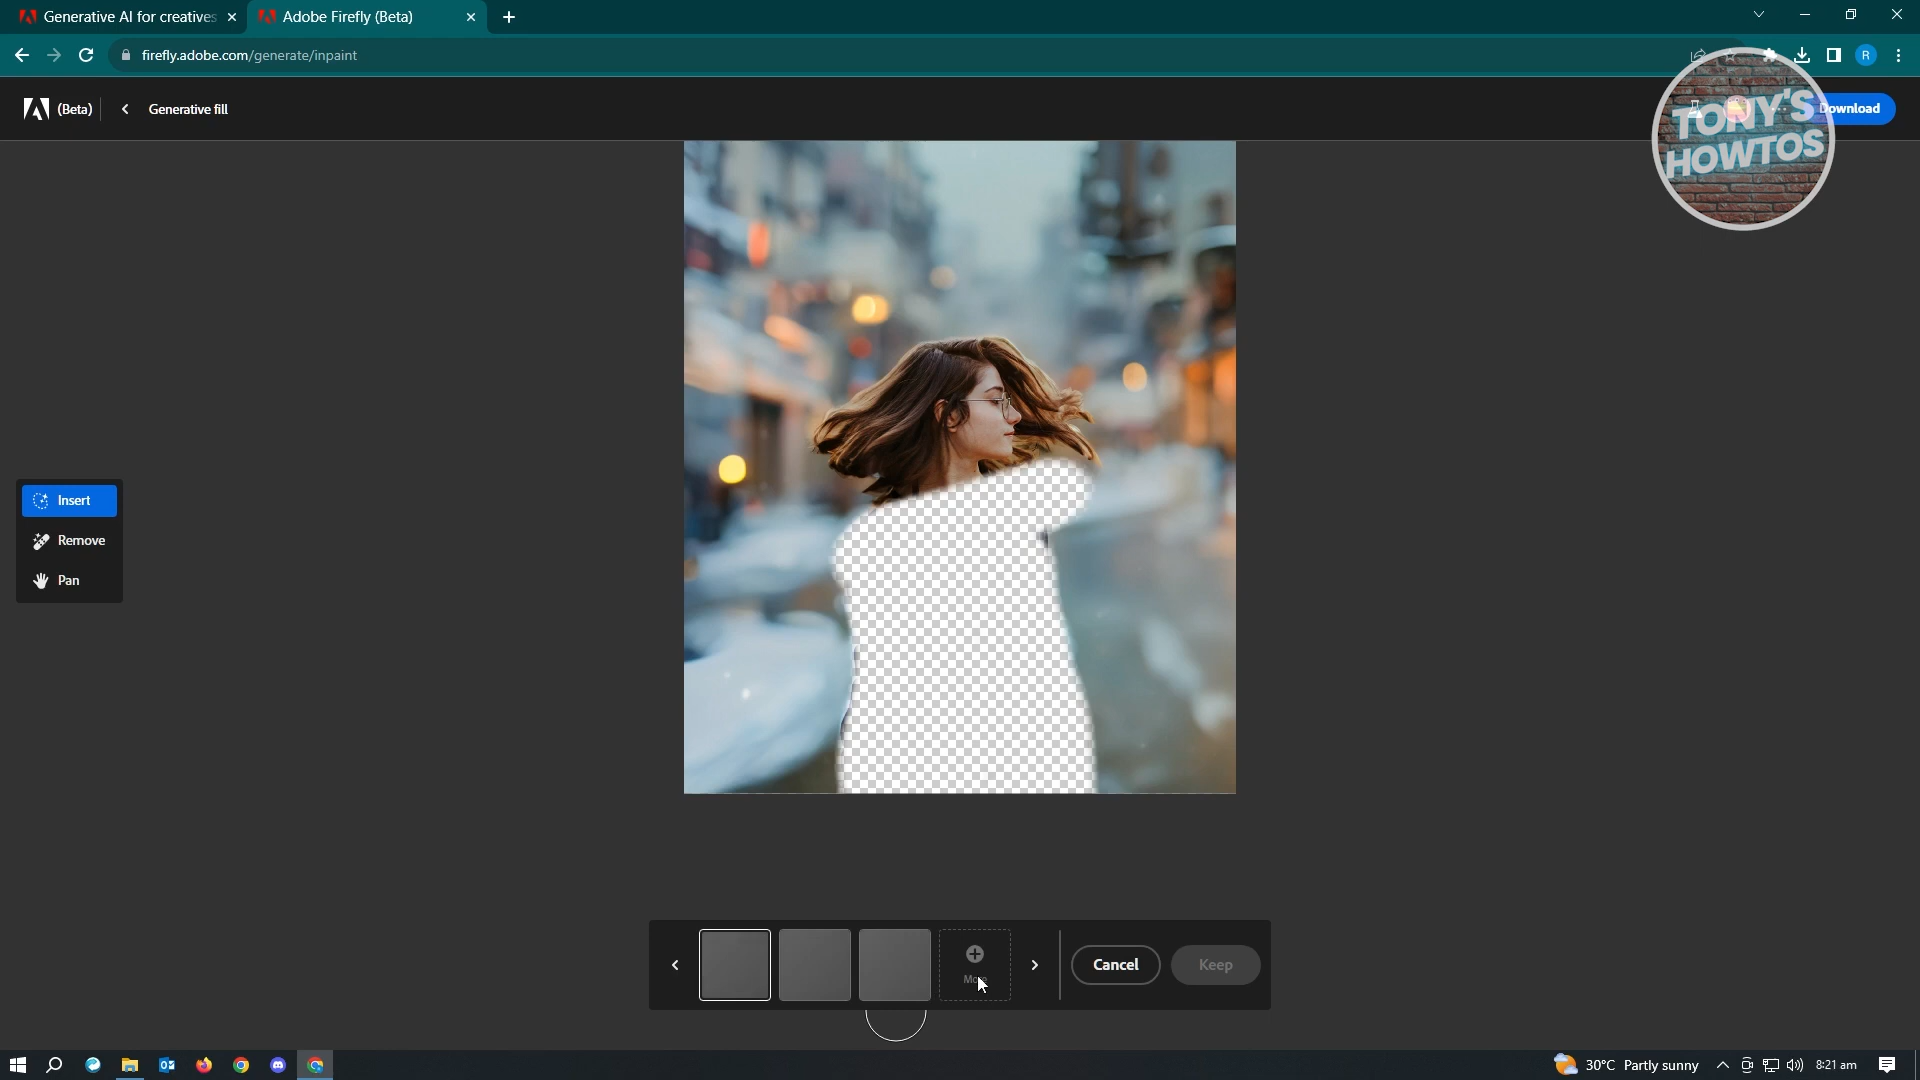 Generative AI for creatives
Adobe Firefly (Beta)
firefly.adobe.com/generate/inpaint
R
(Beta)
Generative fill
Download
TONY'S
HOWTOS
Insert
Remove
Pan
More
Cancel
Keep
30°C Partly sunny
8:21 am